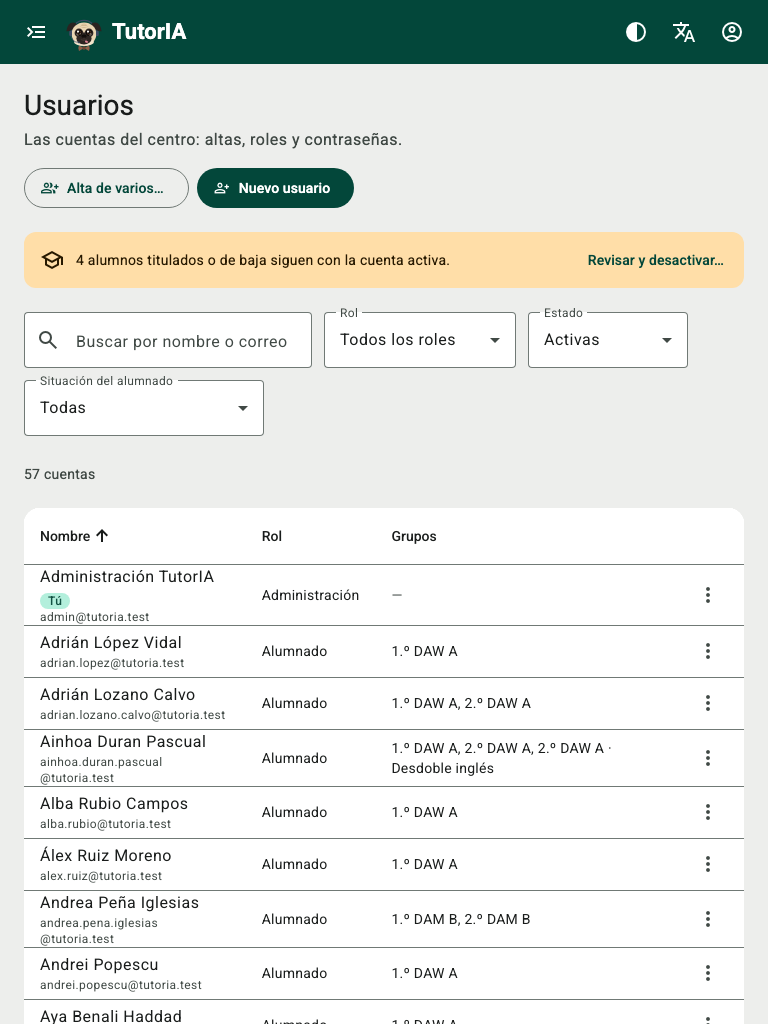 TutorIA
Usuarios
Las cuentas del centro: altas, roles y contraseñas.
Alta de varios…
Nuevo usuario
4 alumnos titulados o de baja siguen con la cuenta activa.
Revisar y desactivar…
Buscar por nombre o correo
Rol
Todos los roles
Estado
Activas
Situación del alumnado
Todas
57 cuentas
Nombre
Rol
Grupos
Administración TutorIA
Tú
admin@tutoria.test
Administración
—
Adrián López Vidal
adrian.lopez@tutoria.test
Alumnado
1.º DAW A
Adrián Lozano Calvo
adrian.lozano.calvo@tutoria.test
Alumnado
1.º DAW A, 2.º DAW A
Ainhoa Duran Pascual
ainhoa.duran.pascual
@tutoria.test
Alumnado
1.º DAW A, 2.º DAW A, 2.º DAW A ·
Desdoble inglés
Alba Rubio Campos
alba.rubio@tutoria.test
Alumnado
1.º DAW A
Álex Ruiz Moreno
alex.ruiz@tutoria.test
Alumnado
1.º DAW A
Andrea Peña Iglesias
andrea.pena.iglesias
@tutoria.test
Alumnado
1.º DAM B, 2.º DAM B
Andrei Popescu
andrei.popescu@tutoria.test
Alumnado
1.º DAW A
Aya Benali Haddad
Alumnado
1.º DAW A